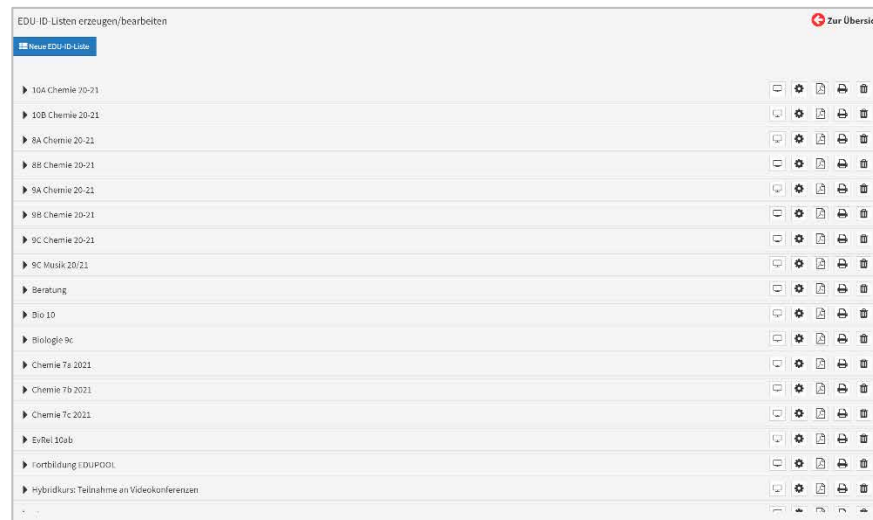 EDU-ID-Listen erzeugen/bearbeiten
Zur Übersic
Neue EDU-ID-Liste
10A Chemie 20-21
10B Chemie 20-21
8A Chemie 20-21
8B Chemie 20-21
9A Chemie 20-21
9B Chemie 20-21
9C Chemie 20-21
9C Musik 20/21
Beratung
Bio 10
Biologie 9c
Chemie 7a 2021
Chemie 7b 2021
Chemie 7c 2021
EvRel 10ab
Fortbildung EDUPOOL
Hybridkurs: Teilnahme an Videokonferenzen